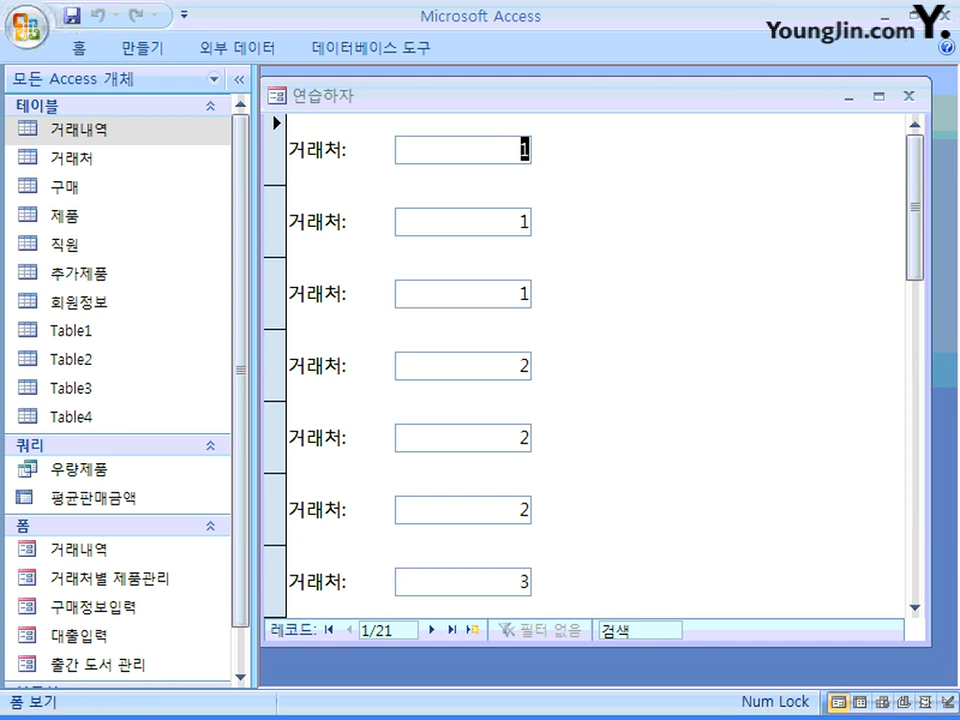 Microsoft Access
YoungJin.com Y.
홈 만들기 외부 데이터 데이터베이스 도구
모든 Access 개체
테이블
거래내역
거래처
구매
제품
직원
추가제품
회원정보
Table1
Table2
Table3
Table4
쿼리
우량제품
평균판매금액
폼
거래내역
거래처별 제품관리
구매정보입력
대출입력
출간 도서 관리
연습하자
거래처: 1
거래처: 1
거래처: 1
거래처: 2
거래처: 2
거래처: 2
거래처: 3
레코드: 1/21 필터 없음 검색
폼 보기 Num Lock